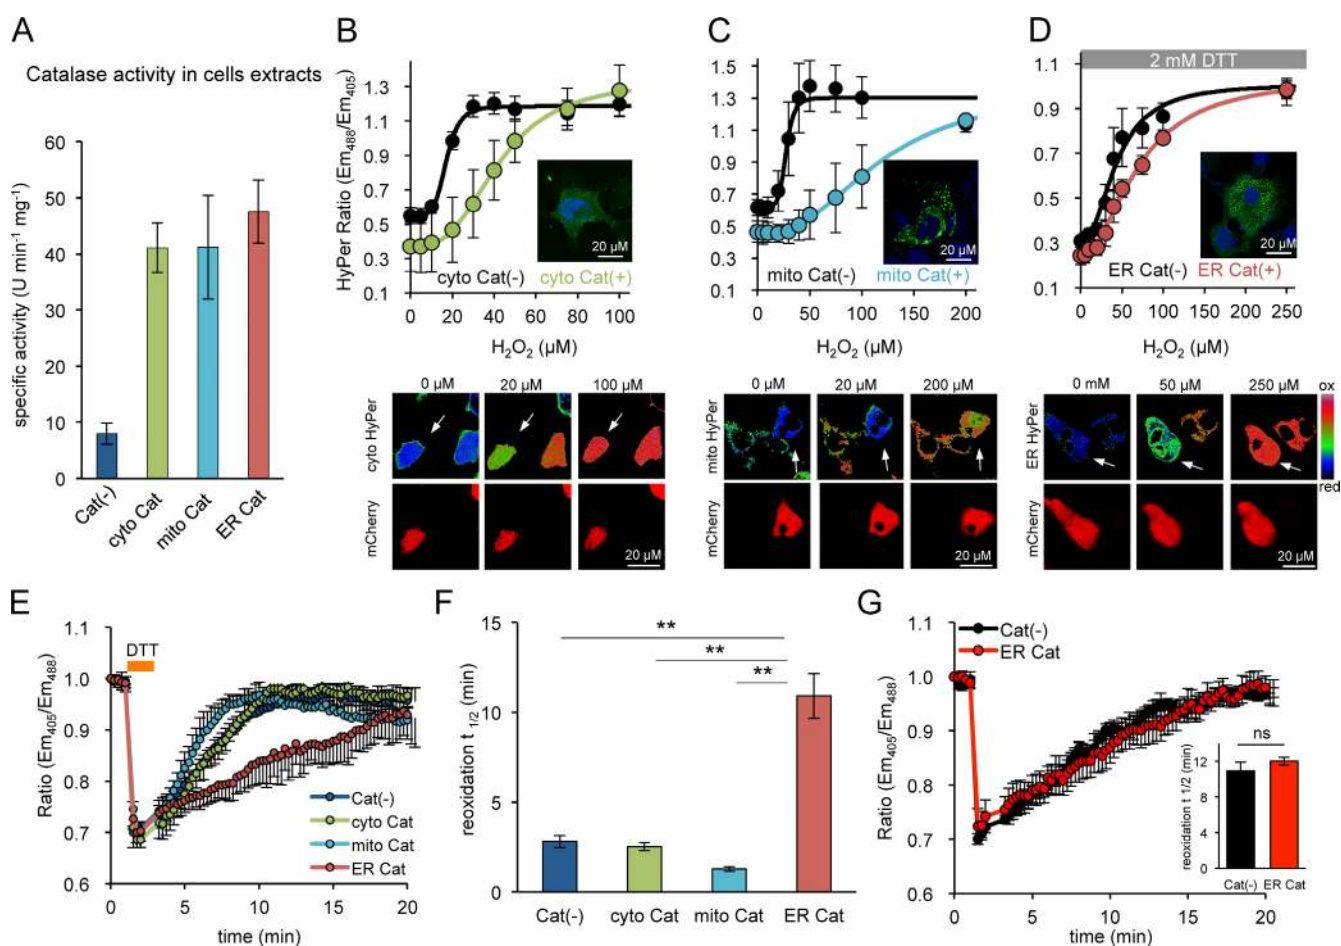 A
Catalase activity in cells extracts
specific activity (U min⁻¹ mg⁻¹)
60
50
40
30
20
10
0
Cat(-)
cyto Cat
mito Cat
ER Cat
B
HyPer Ratio (Em₄₈₈/Em₄₀₅)
1.3
1.1
0.9
0.7
0.5
0.3
0.1
20 µM
cyto Cat(-) cyto Cat(+)
0 20 40 60 80 100
H₂O₂ (µM)
0 µM 20 µM 100 µM
cyto HyPer
mCherry
20 µM
C
1.5
1.3
1.1
0.9
0.7
0.5
0.3
0.1
20 µM
mito Cat(-) mito Cat(+)
0 50 100 150 200
H₂O₂ (µM)
0 µM 20 µM 200 µM
mito HyPer
mCherry
20 µM
D
2 mM DTT
1.1
0.9
0.7
0.5
0.3
0.1
20 µM
ER Cat(-) ER Cat(+)
0 50 100 150 200 250
H₂O₂ (µM)
0 mM 50 µM 250 µM
ER HyPer
mCherry
20 µM
ox
red
E
Ratio (Em₄₀₅/Em₄₈₈)
1.1
1.0
0.9
0.8
0.7
0.6
DTT
Cat(-)
cyto Cat
mito Cat
ER Cat
0 5 10 15 20
time (min)
F
reoxidation t 1/2 (min)
15
10
5
0
**
**
**
Cat(-) cyto Cat mito Cat ER Cat
G
Ratio (Em₄₀₅/Em₄₈₈)
1.1
1.0
0.9
0.8
0.7
0.6
Cat(-)
ER Cat
reoxidation t 1/2 (min)
12
8
4
0
ns
Cat(-) ER Cat
0 5 10 15 20
time (min)